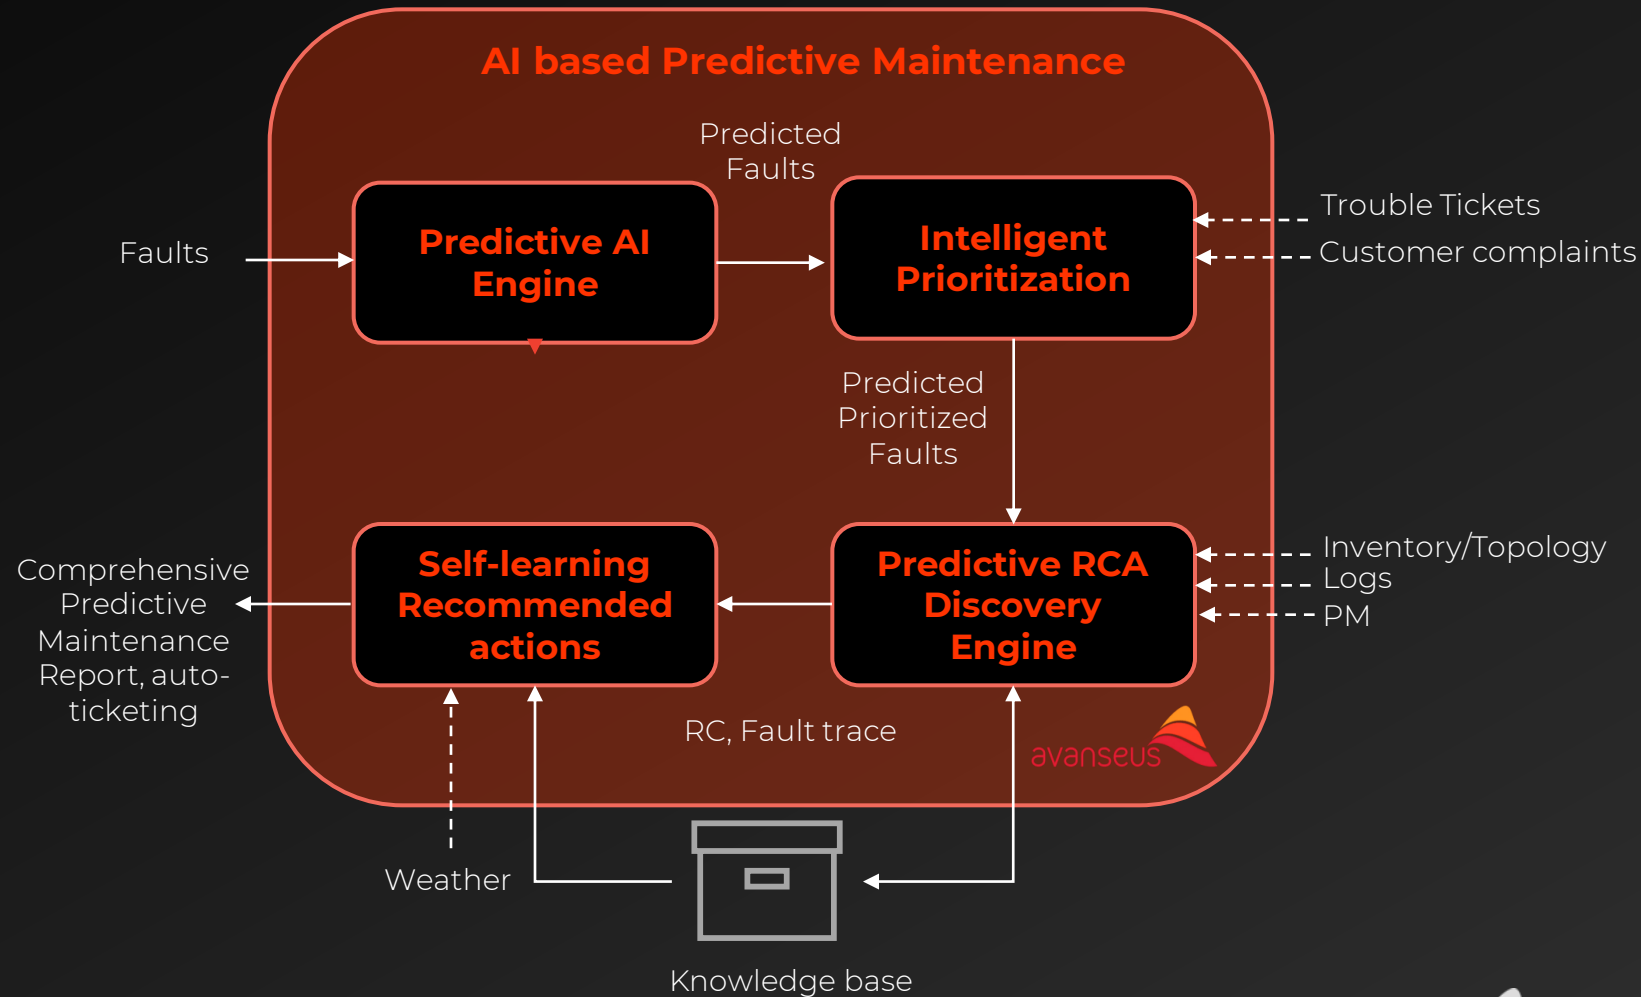 AI based Predictive Maintenance
Predicted
Faults
Faults
Predictive AI
Engine
Intelligent
Prioritization
Trouble Tickets
Customer complaints
Predicted
Prioritized
Faults
Comprehensive
Predictive
Maintenance
Report, auto-
ticketing
Self-learning
Recommended
actions
Predictive RCA
Discovery
Engine
Inventory/Topology
Logs
PM
RC, Fault trace
avanseus
Weather
Knowledge base